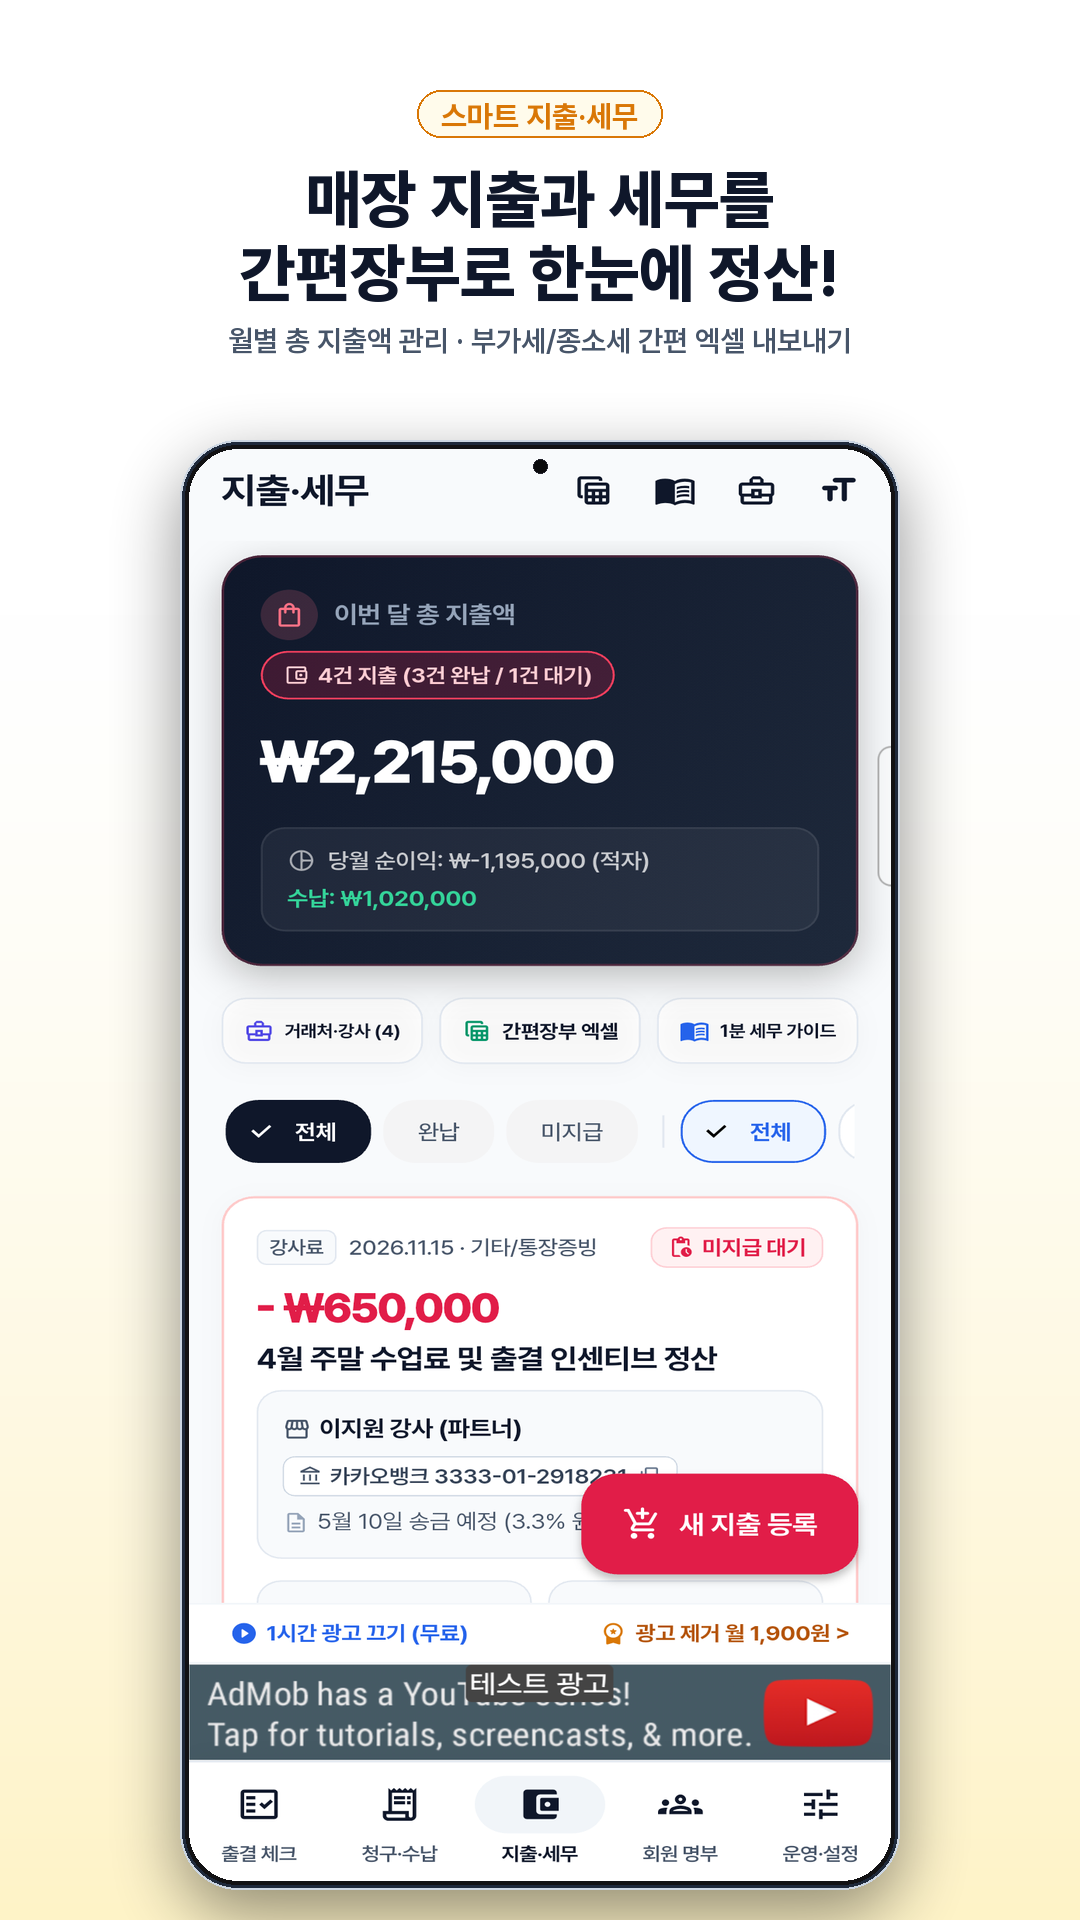 스마트 지출·세무
매장 지출과 세무를
간편장부로 한눈에 정산!
월별 총 지출액 관리 · 부가세/종소세 간편 엑셀 내보내기
지출·세무
이번 달 총 지출액
4건 지출 (3건 완납 / 1건 대기)
₩2,215,000
당월 순이익: ₩-1,195,000 (적자)
수납: ₩1,020,000
거래처·강사 (4)
간편장부 엑셀
1분 세무 가이드
전체
완납
미지급
전체
강사료
2026.11.15 · 기타/통장증빙
미지급 대기
- ₩650,000
4월 주말 수업료 및 출결 인센티브 정산
이지원 강사 (파트너)
카카오뱅크 3333-01-2918231
5월 10일 송금 예정 (3.3%
새 지출 등록
1시간 광고 끄기 (무료)
광고 제거 월 1,900원 >
테스트 광고
AdMob has a YouTube series!
Tap for tutorials, screencasts, & more.
출결 체크
청구·수납
지출·세무
회원 명부
운영·설정